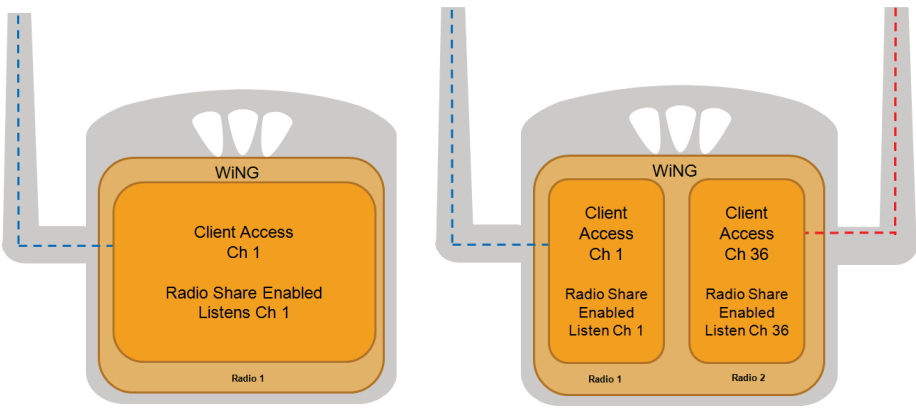 WiNG
Client Access
Ch 1
Radio Share Enabled
Listens Ch 1
Radio 1
WiNG
Client
Access
Ch 1
Radio Share
Enabled
Listen Ch 1
Radio 1
Client
Access
Ch 36
Radio Share
Enabled
Listen Ch 36
Radio 2